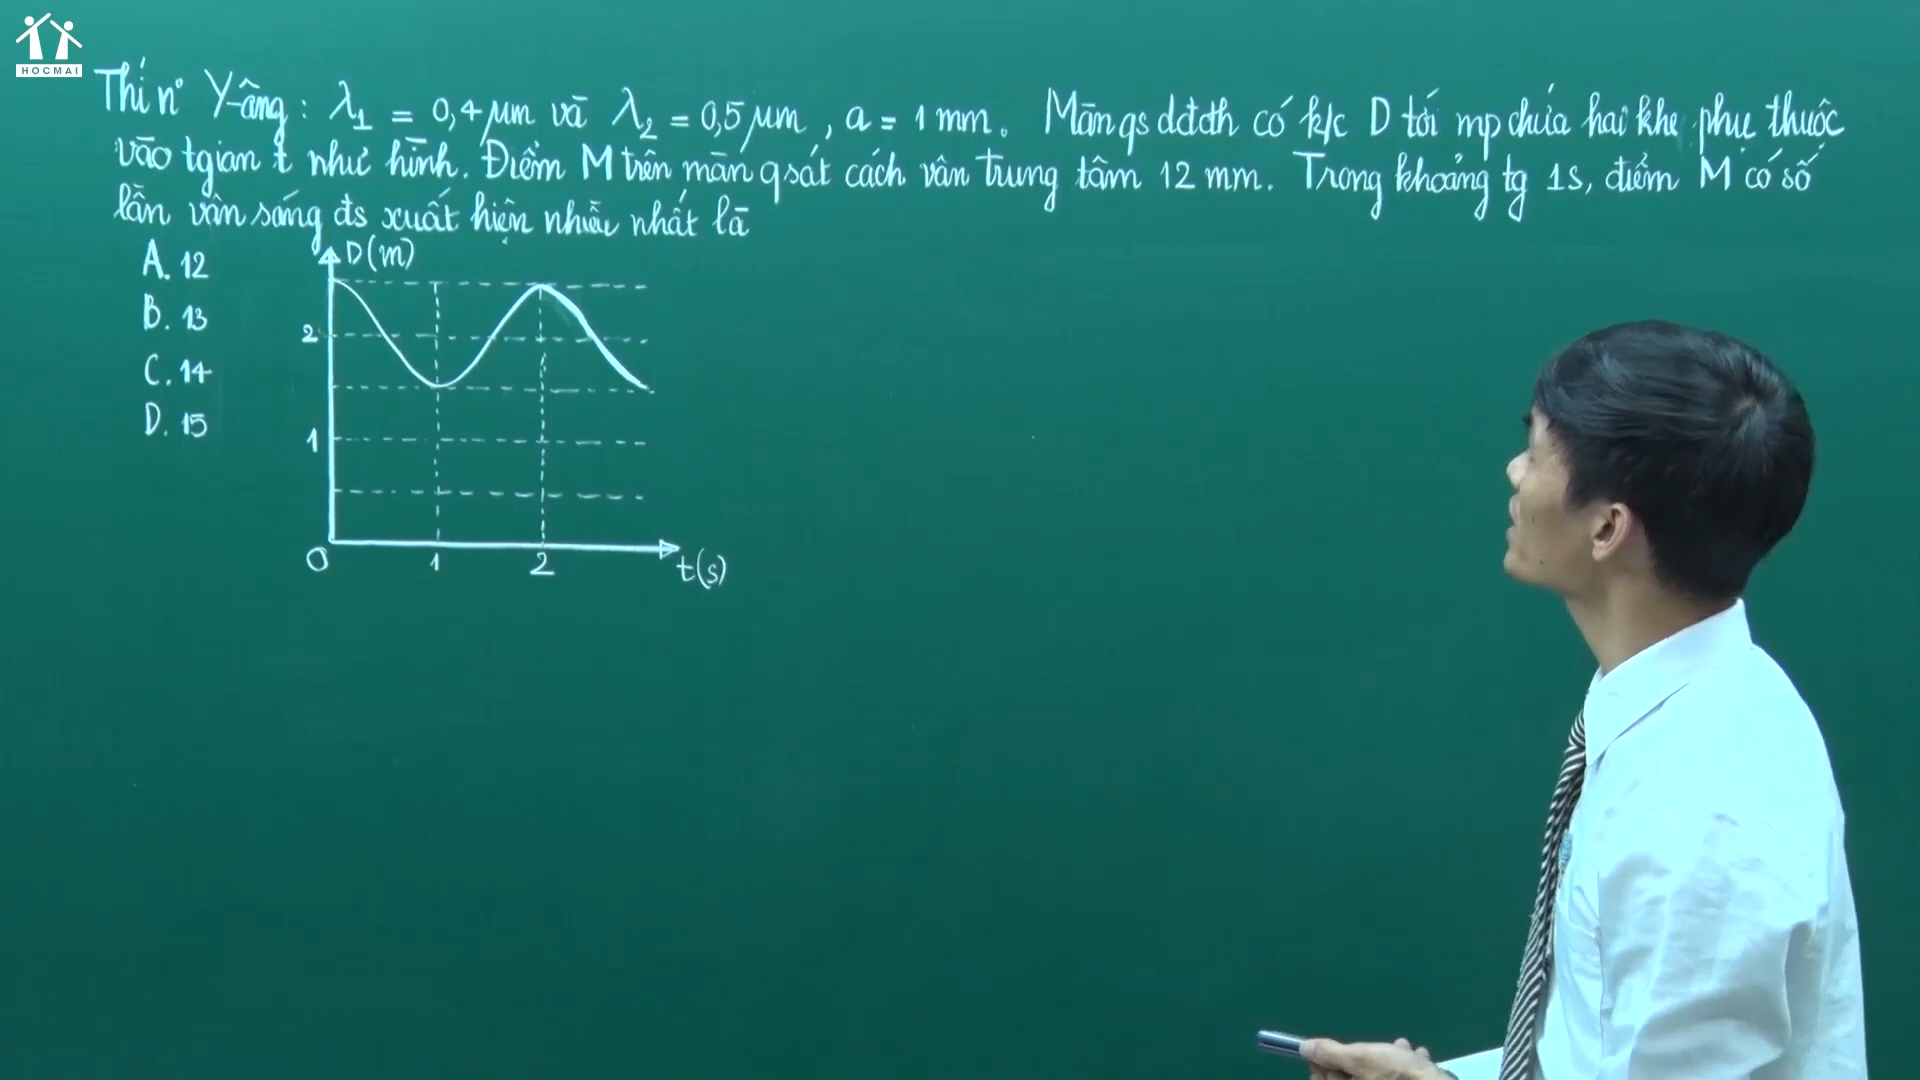 HOCMAI
Thí n° Y-âng: λ1 = 0,4 μm và λ2 = 0,5 μm, a = 1 mm. Màn qs dđđh có k/c D tới mp chứa hai khe phụ thuộc
vào tgian t như hình. Điểm M trên màn q sát cách vân trung tâm 12 mm. Trong khoảng tg 1s, điểm M có số
lần vân sáng đs xuất hiện nhiều nhất là
A. 12
B. 13
C. 14
D. 15
D(m)
2
1
0
1
2
t(s)